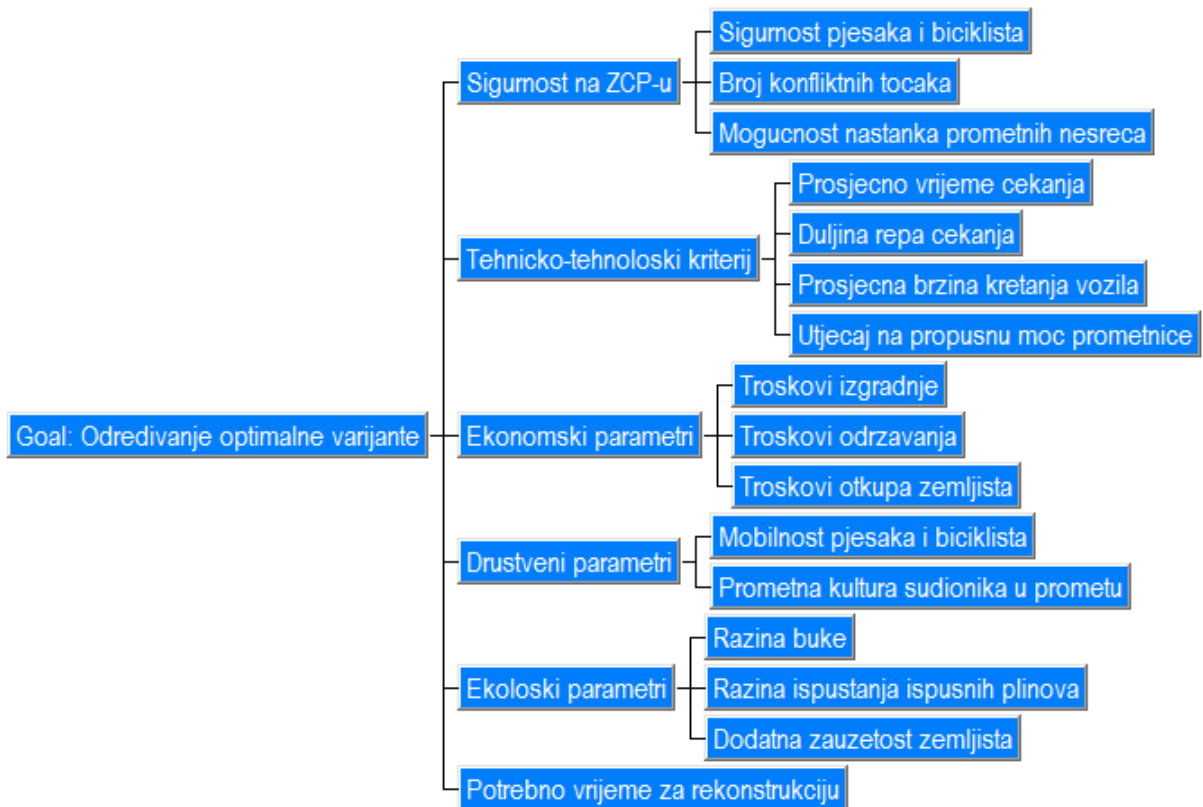 Goal: Odredivanje optimalne varijante
Sigurnost na ZCP-u
Sigurnost pjesaka i biciklista
Broj konfliktnih tocaka
Mogucnost nastanka prometnih nesreca
Tehnicko-tehnoloski kriterij
Prosjecno vrijeme cekanja
Duljina repa cekanja
Prosjecna brzina kretanja vozila
Utjecaj na propusnu moc prometnice
Ekonomski parametri
Troskovi izgradnje
Troskovi odrzavanja
Troskovi otkupa zemljista
Drustveni parametri
Mobilnost pjesaka i biciklista
Prometna kultura sudionika u prometu
Ekoloski parametri
Razina buke
Razina ispustanja ispusnih plinova
Dodatna zauzetost zemljista
Potrebno vrijeme za rekonstrukciju